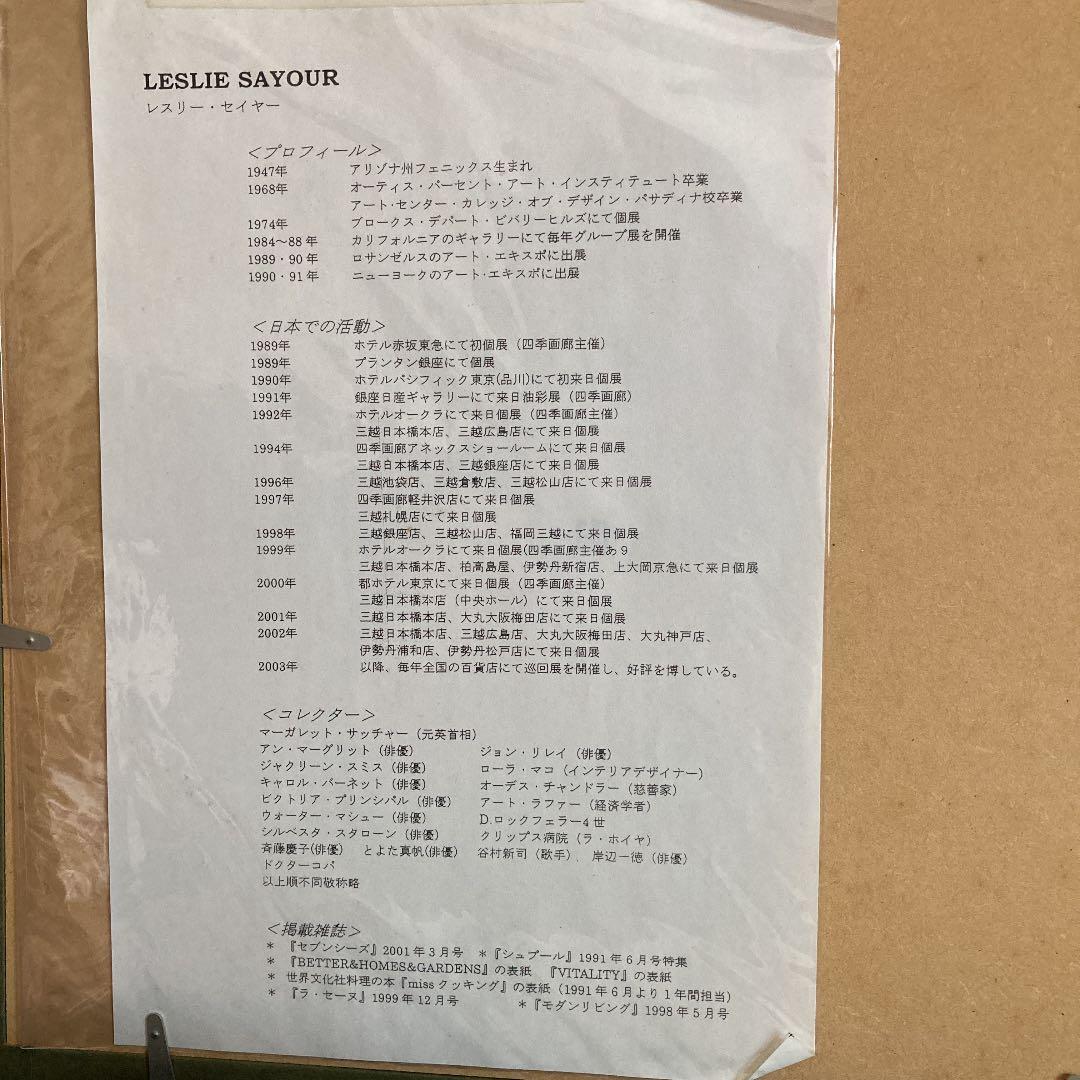 LESLIE SAYOUR
レスリー・セイヤー
＜プロフィール＞
1947年 アリゾナ州フェニックス生まれ
1968年 オーティス・パーセント・アート・インスティテュート卒業
アート・センター・カレッジ・オブ・デザイン・パサディナ校卒業
1974年 ブロークス・デパート・ビバリーヒルズにて個展
1984～88年 カリフォルニアのギャラリーにて毎年グループ展を開催
1989・90年 ロサンゼルスのアート・エキスポに出展
1990・91年 ニューヨークのアート・エキスポに出展
＜日本での活動＞
1989年 ホテル赤坂東急にて初個展（四季画廊主催）
1989年 プランタン銀座にて個展
1990年 ホテルパシフィック東京(品川)にて初来日個展
1991年 銀座日産ギャラリーにて来日油彩展（四季画廊）
1992年 ホテルオークラにて来日個展（四季画廊主催）
三越日本橋本店、三越広島店にて来日個展
1994年 四季画廊アネックスショールームにて来日個展
三越日本橋本店、三越銀座店にて来日個展
1996年 三越池袋店、三越倉敷店、三越松山店にて来日個展
1997年 四季画廊軽井沢店にて来日個展
三越札幌店にて来日個展
1998年 三越銀座店、三越松山店、福岡三越にて来日個展
1999年 ホテルオークラにて来日個展(四季画廊主催あ９
三越日本橋本店、柏高島屋、伊勢丹新宿店、上大岡京急にて来日個展
2000年 都ホテル東京にて来日個展（四季画廊主催）
三越日本橋本店（中央ホール）にて来日個展
2001年 三越日本橋本店、大丸大阪梅田店にて来日個展
2002年 三越日本橋本店、三越広島店、大丸大阪梅田店、大丸神戸店、
伊勢丹浦和店、伊勢丹松戸店にて来日個展
2003年 以降、毎年全国の百貨店にて巡回展を開催し、好評を博している。
＜コレクター＞
マーガレット・サッチャー（元英首相）
アン・マーグリット（俳優） ジョン・リレイ（俳優）
ジャクリーン・スミス（俳優） ローラ・マコ（インテリアデザイナー）
キャロル・バーネット（俳優） オーデス・チャンドラー（慈善家）
ビクトリア・プリンシパル（俳優） アート・ラファー（経済学者）
ウォーター・マシュー（俳優） D.ロックフェラー4世
シルベスタ・スタローン（俳優） クリップス病院（ラ・ホイヤ）
斉藤慶子(俳優) とよた真帆(俳優) 谷村新司（歌手）、岸辺一徳（俳優）
ドクターコパ
以上順不同敬称略
＜掲載雑誌＞
＊ 『セブンシーズ』2001年3月号 ＊『シュプール』1991年6月号特集
＊ 『BETTER&HOMES&GARDENS』の表紙 『VITALITY』の表紙
＊ 世界文化社料理の本『missクッキング』の表紙（1991年6月より1年間担当）
＊ 『ラ・セーヌ』1999年12月号 ＊『モダンリビング』1998年5月号